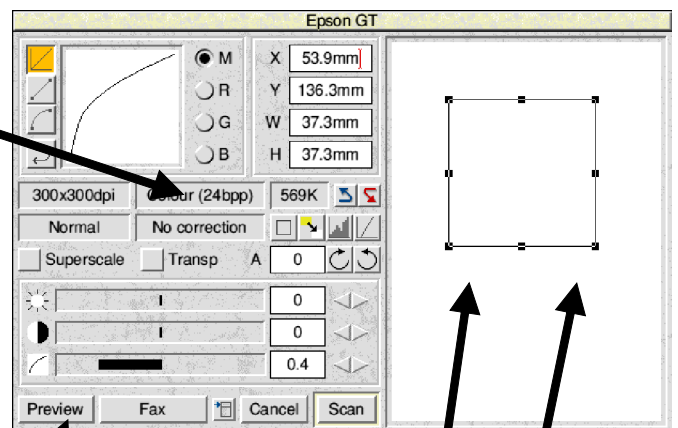 Epson GT
M X 53.9mm
R Y 136.3mm
G W 37.3mm
B H 37.3mm
300x300dpi Colour (24bpp) 569K
Normal No correction
Superscale Transp A 0
0
0
0.4
Preview Fax Cancel Scan